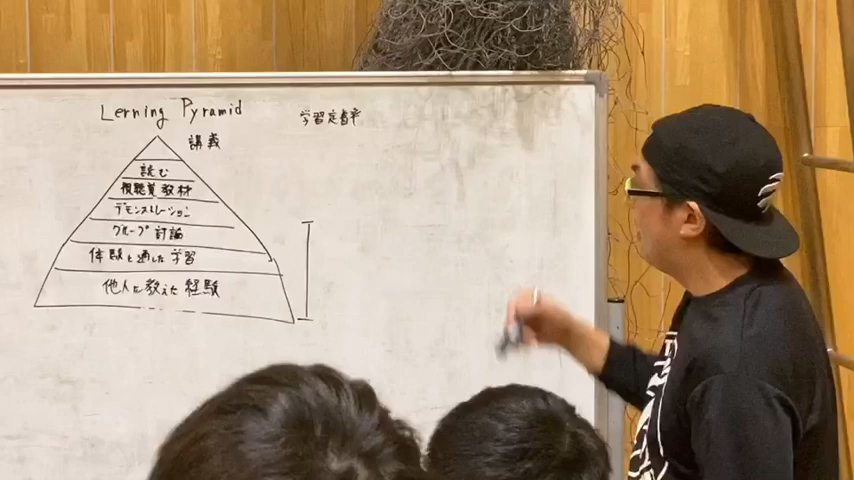 Lerning Pyramid
学習定着率
講義
読む
視聴覚教材
デモンストレーション
グループ討論
体験を通した学習
他人に教えた経験